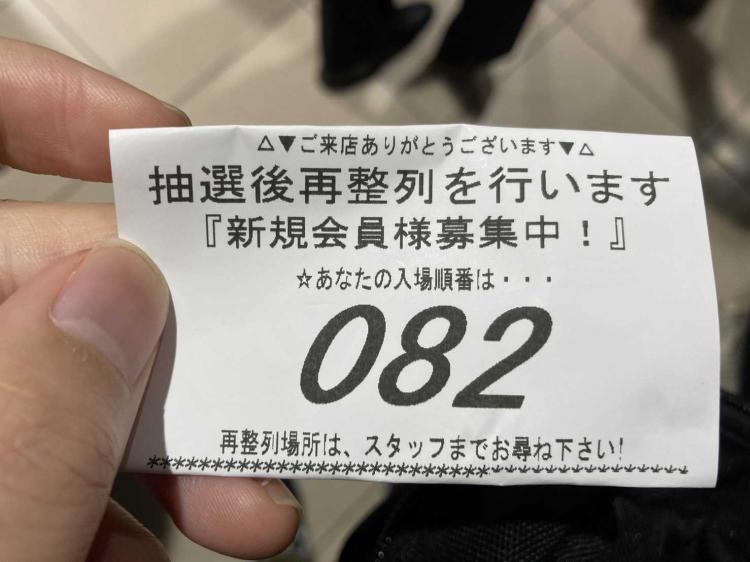 △▼ご来店ありがとうございます▼△
抽選後再整列を行います
『新規会員様募集中！』
☆あなたの入場順番は・・・
082
再整列場所は、スタッフまでお尋ね下さい!
****************************************************